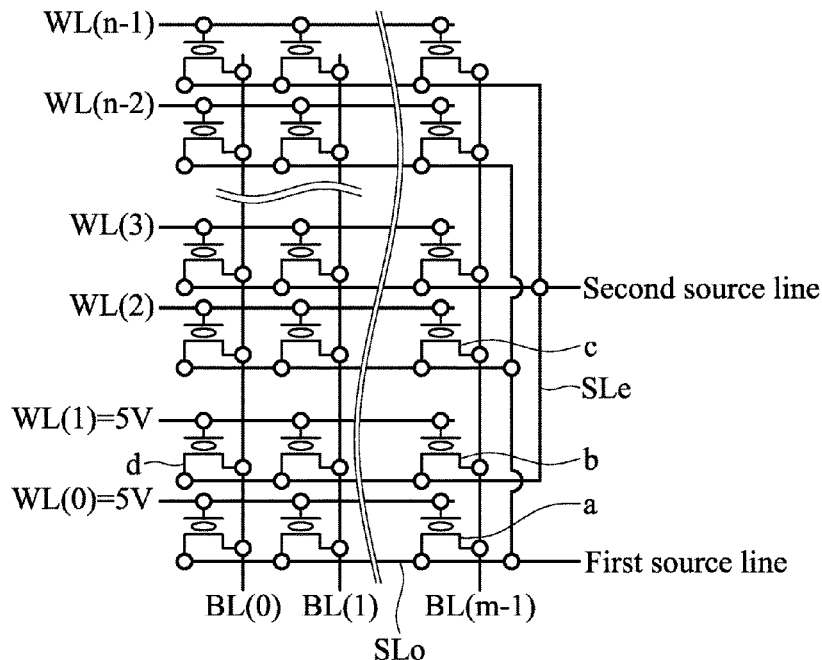 WL(n-1)
WL(n-2)
WL(3)
Second source line
WL(2)
c
SLe
WL(1)=5V
d
b
WL(0)=5V
a
First source line
BL(0) BL(1) BL(m-1)
SLo